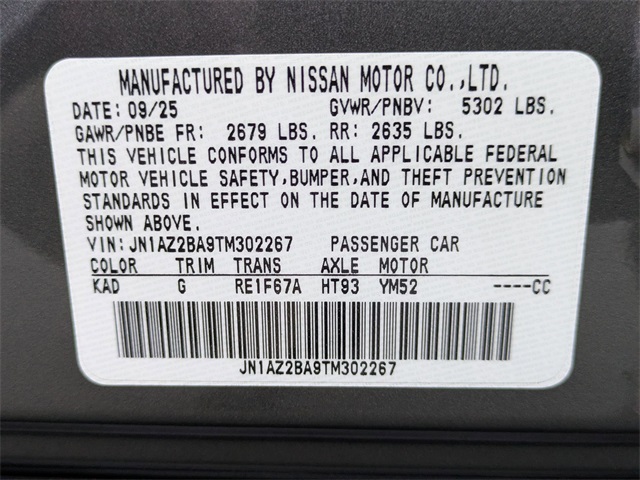 MANUFACTURED BY NISSAN MOTOR CO.,LTD.
DATE: 09/25 GVWR/PNBV: 5302 LBS.
GAWR/PNBE FR: 2679 LBS. RR: 2635 LBS.
THIS VEHICLE CONFORMS TO ALL APPLICABLE FEDERAL
MOTOR VEHICLE SAFETY,BUMPER,AND THEFT PREVENTION
STANDARDS IN EFFECT ON THE DATE OF MANUFACTURE
SHOWN ABOVE.
VIN:JN1AZ2BA9TM302267 PASSENGER CAR
COLOR TRIM TRANS AXLE MOTOR
KAD G RE1F67A HT93 YM52 ----CC
JN1AZ2BA9TM302267